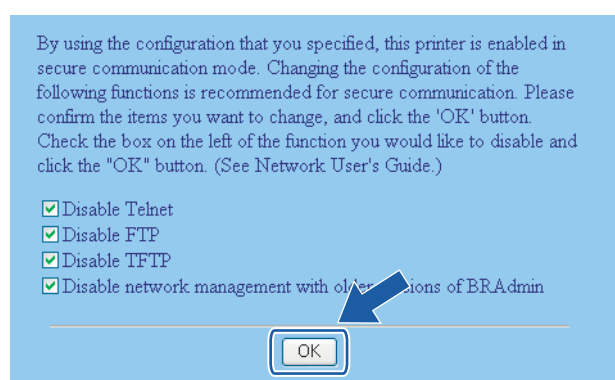 By using the configuration that you specified, this printer is enabled in
secure communication mode. Changing the configuration of the
following functions is recommended for secure communication. Please
confirm the items you want to change, and click the 'OK' button.
Check the box on the left of the function you would like to disable and
click the "OK" button. (See Network User's Guide.)
Disable Telnet
Disable FTP
Disable TFTP
Disable network management with older versions of BRAdmin
OK